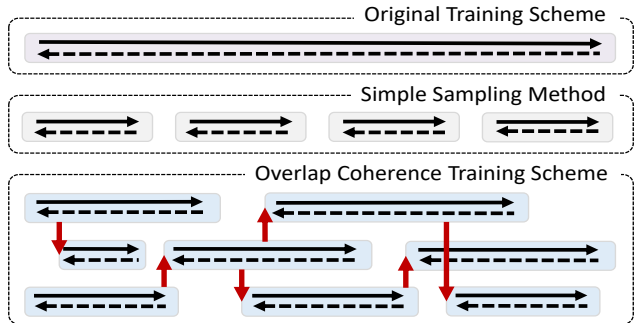 Original Training Scheme
Simple Sampling Method
Overlap Coherence Training Scheme